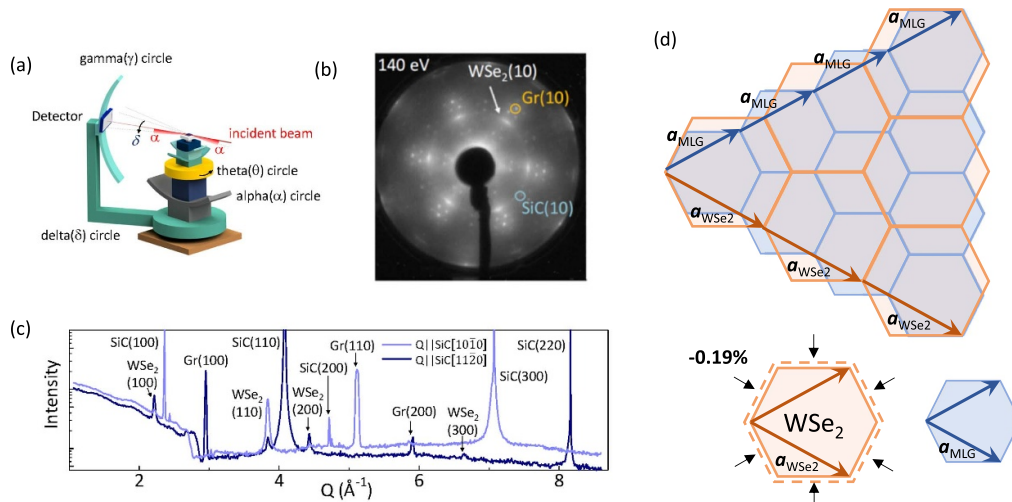 (a)
gamma(γ) circle
Detector
δ
α
incident beam
α
theta(θ) circle
alpha(α) circle
delta(δ) circle
(b)
140 eV
WSe₂(10)
Gr(10)
SiC(10)
(c)
Intensity
SiC(100)
WSe₂
(100)
Gr(100)
SiC(110)
WSe₂
(110)
WSe₂
(200)
SiC(200)
Gr(110)
Q||SiC[101̅0]
Q||SiC[112̅0]
Gr(200)
WSe₂
(300)
SiC(300)
SiC(220)
2
4
6
8
Q (Å⁻¹)
(d)
aMLG
aMLG
aMLG
aWSe2
aWSe2
aWSe2
-0.19%
WSe₂
aWSe2
aMLG